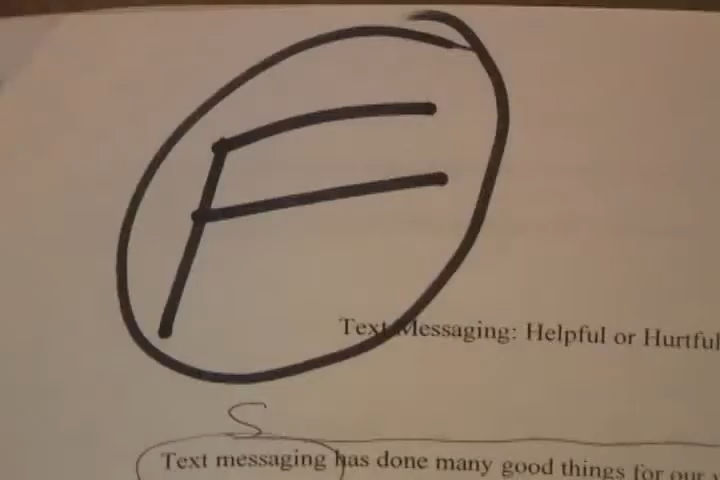 F
Text Messaging: Helpful or Hurtful
S
Text messaging has done many good things for our